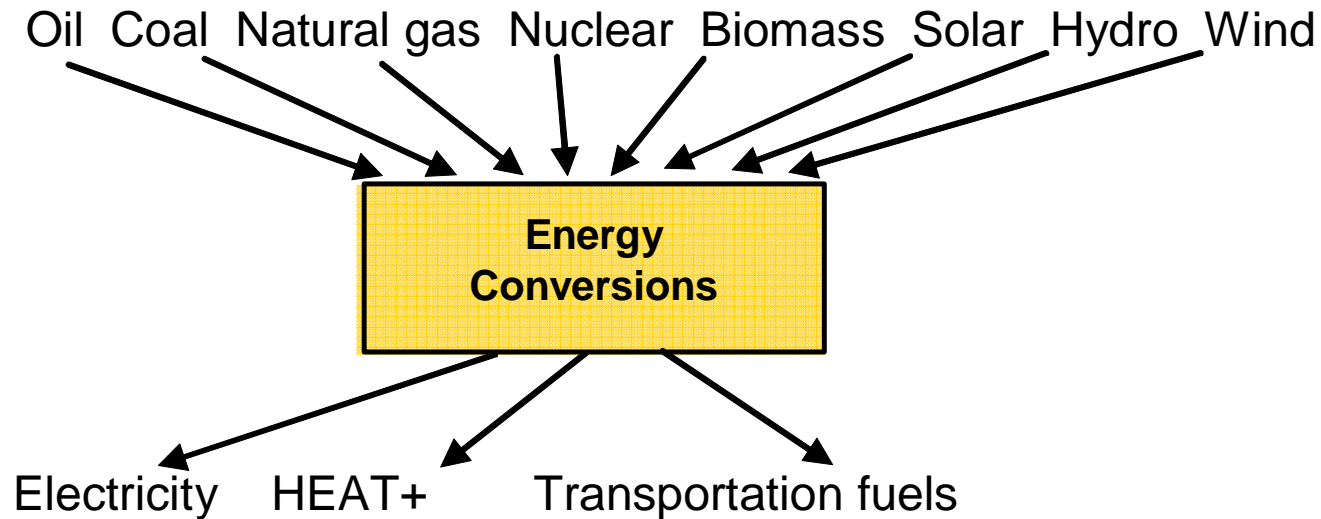 Oil Coal Natural gas Nuclear Biomass Solar Hydro Wind
Energy
Conversions
Electricity HEAT+ Transportation fuels